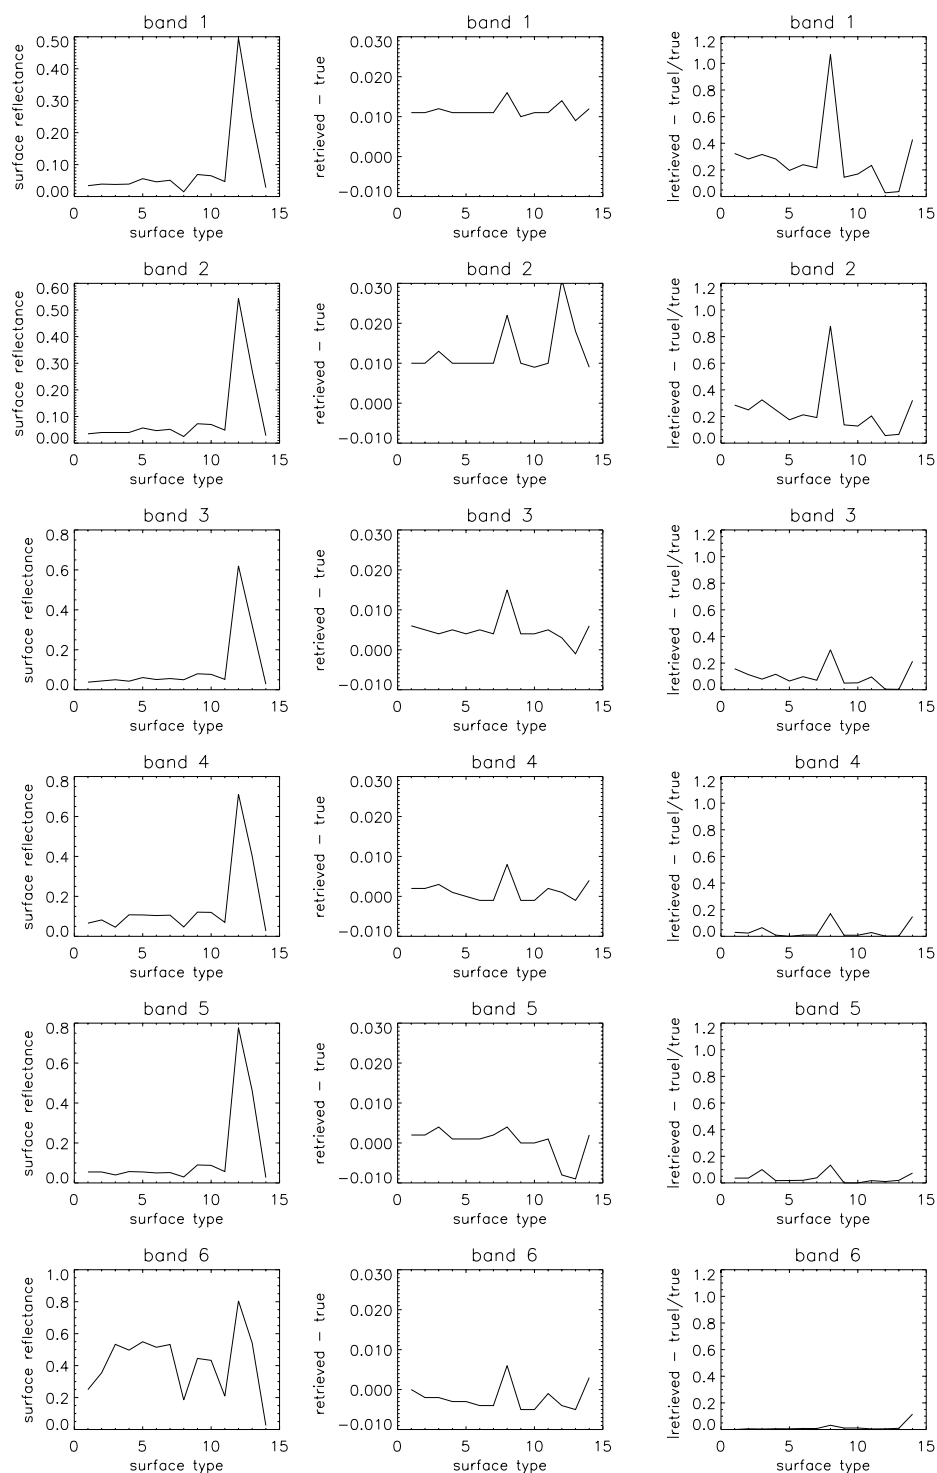 band 1
0.50
0.40
0.30
0.20
0.10
0.00
surface reflectance
0 5 10 15
surface type
band 1
0.030
0.020
0.010
0.000
−0.010
retrieved − true
0 5 10 15
surface type
band 1
1.2
1.0
0.8
0.6
0.4
0.2
0.0
|retrieved − true|/true
0 5 10 15
surface type
band 2
0.60
0.50
0.40
0.30
0.20
0.10
0.00
surface reflectance
0 5 10 15
surface type
band 2
0.030
0.020
0.010
0.000
−0.010
retrieved − true
0 5 10 15
surface type
band 2
1.2
1.0
0.8
0.6
0.4
0.2
0.0
|retrieved − true|/true
0 5 10 15
surface type
band 3
0.8
0.6
0.4
0.2
0.0
surface reflectance
0 5 10 15
surface type
band 3
0.030
0.020
0.010
0.000
−0.010
retrieved − true
0 5 10 15
surface type
band 3
1.2
1.0
0.8
0.6
0.4
0.2
0.0
|retrieved − true|/true
0 5 10 15
surface type
band 4
0.8
0.6
0.4
0.2
0.0
surface reflectance
0 5 10 15
surface type
band 4
0.030
0.020
0.010
0.000
−0.010
retrieved − true
0 5 10 15
surface type
band 4
1.2
1.0
0.8
0.6
0.4
0.2
0.0
|retrieved − true|/true
0 5 10 15
surface type
band 5
0.8
0.6
0.4
0.2
0.0
surface reflectance
0 5 10 15
surface type
band 5
0.030
0.020
0.010
0.000
−0.010
retrieved − true
0 5 10 15
surface type
band 5
1.2
1.0
0.8
0.6
0.4
0.2
0.0
|retrieved − true|/true
0 5 10 15
surface type
band 6
1.0
0.8
0.6
0.4
0.2
0.0
surface reflectance
0 5 10 15
surface type
band 6
0.030
0.020
0.010
0.000
−0.010
retrieved − true
0 5 10 15
surface type
band 6
1.2
1.0
0.8
0.6
0.4
0.2
0.0
|retrieved − true|/true
0 5 10 15
surface type